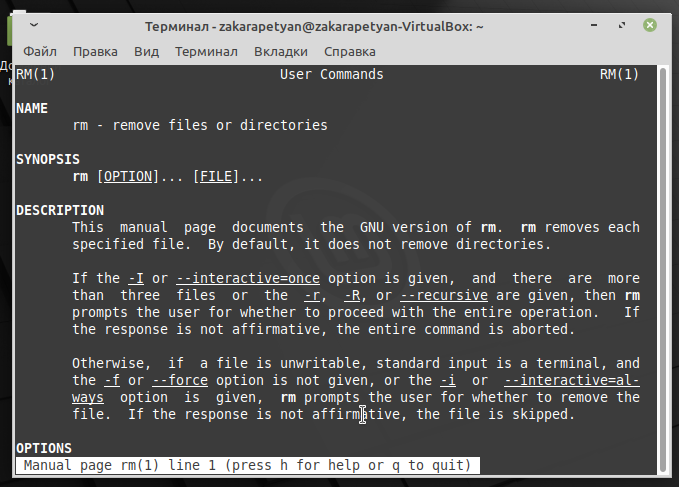 Терминал - zakarapetyan@zakarapetyan-VirtualBox: ~
Файл Правка Вид Терминал Вкладки Справка
RM(1) User Commands RM(1)
NAME
rm - remove files or directories
SYNOPSIS
rm [OPTION]... [FILE]...
DESCRIPTION
This manual page documents the GNU version of rm. rm removes each
specified file. By default, it does not remove directories.
If the -I or --interactive=once option is given, and there are more
than three files or the -r, -R, or --recursive are given, then rm
prompts the user for whether to proceed with the entire operation. If
the response is not affirmative, the entire command is aborted.
Otherwise, if a file is unwritable, standard input is a terminal, and
the -f or --force option is not given, or the -i or --interactive=al-
ways option is given, rm prompts the user for whether to remove the
file. If the response is not affirmative, the file is skipped.
OPTIONS
Manual page rm(1) line 1 (press h for help or q to quit)